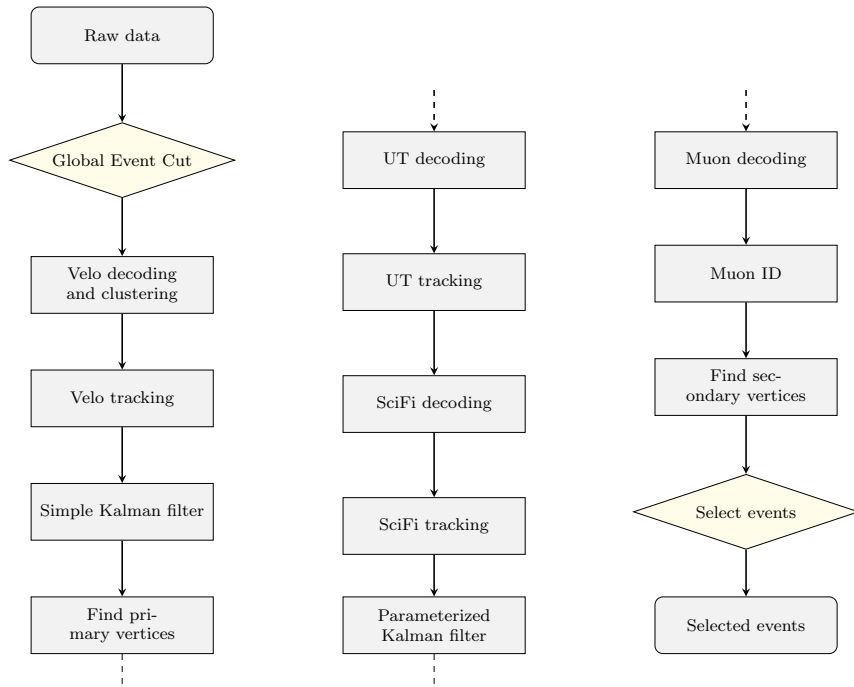 Raw data
Global Event Cut
Velo decoding
and clustering
Velo tracking
Simple Kalman filter
Find pri-
mary vertices
UT decoding
UT tracking
SciFi decoding
SciFi tracking
Parameterized
Kalman filter
Muon decoding
Muon ID
Find sec-
ondary vertices
Select events
Selected events